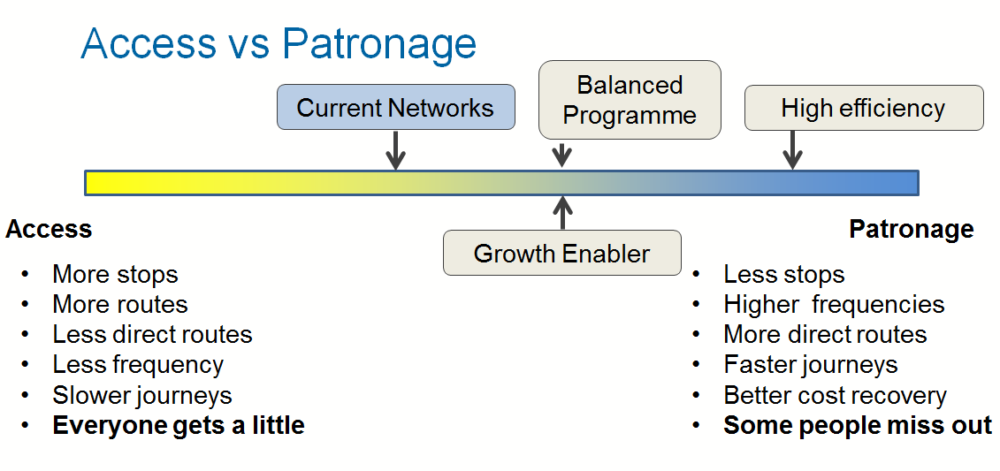 Access vs Patronage
Current Networks
Balanced
Programme
High efficiency
Growth Enabler
Access
• More stops
• More routes
• Less direct routes
• Less frequency
• Slower journeys
• Everyone gets a little
Patronage
• Less stops
• Higher frequencies
• More direct routes
• Faster journeys
• Better cost recovery
• Some people miss out